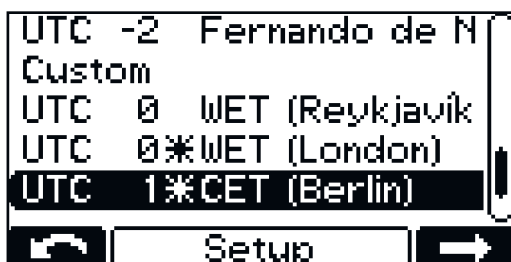 UTC -2 Fernando de N
Custom
UTC 0 WET (Reykjavík
UTC 0☀WET (London)
UTC 1☀CET (Berlin)
Setup